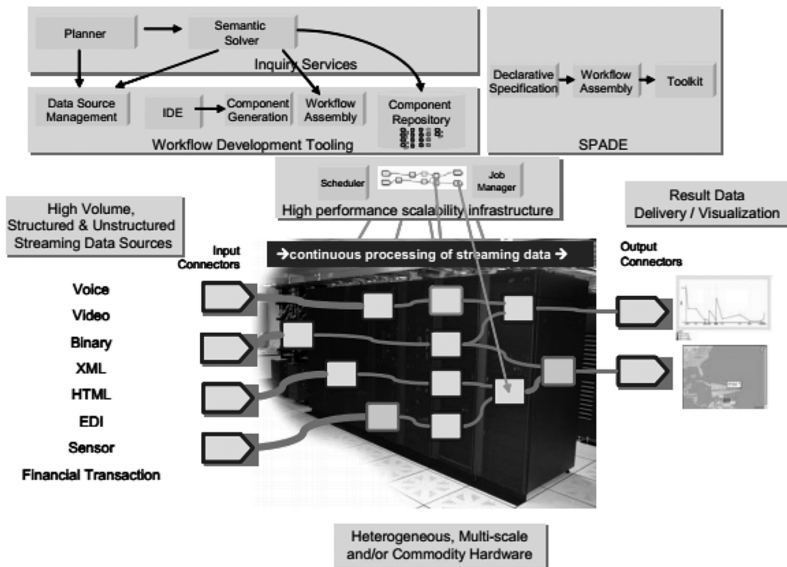 Planner
Semantic
Solver
Inquiry Services
Data Source
Management
IDE
Component
Generation
Workflow
Assembly
Component
Repository
Workflow Development Tooling
Declarative
Specification
Workflow
Assembly
Toolkit
SPADE
Scheduler
Job
Manager
High performance scalability infrastructure
High Volume,
Structured & Unstructured
Streaming Data Sources
Result Data
Delivery / Visualization
Input
Connectors
→continuous processing of streaming data →
Output
Connectors
Voice
Video
Binary
XML
HTML
EDI
Sensor
Financial Transaction
Heterogeneous, Multi-scale
and/or Commodity Hardware